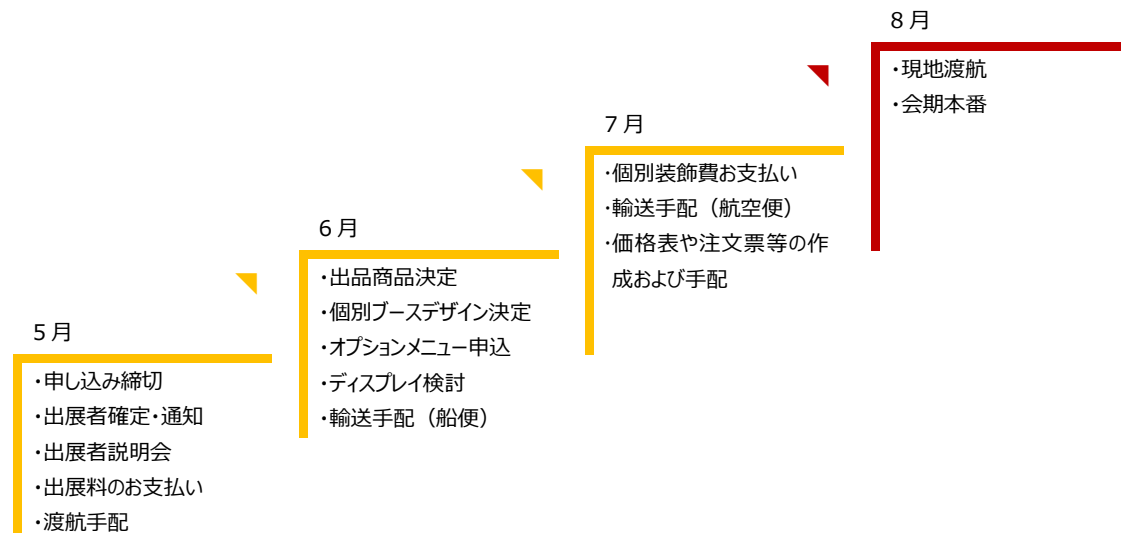 5月
・申し込み締切
・出展者確定・通知
・出展者説明会
・出展料のお支払い
・渡航手配
6月
・出品商品決定
・個別ブースデザイン決定
・オプションメニュー申込
・ディスプレイ検討
・輸送手配（船便）
7月
・個別装飾費お支払い
・輸送手配（航空便）
・価格表や注文票等の作
成および手配
8月
・現地渡航
・会期本番